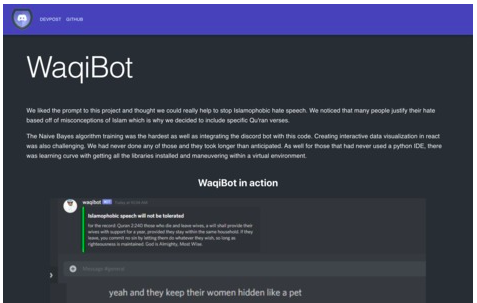 DEVPOST GITHUB
WaqiBot
We liked the prompt to this project and thought we could really help to stop Islamophobic hate speech. We noticed that many people justify their hate
based off of misconceptions of Islam which is why we decided to include specific Qu'ran verses.
The Naive Bayes algorithm training was the hardest as well as integrating the discord bot with this code. Creating interactive data visualization in react
was also challenging. We had never done any of those and they took longer than anticipated. As well for those that had never used a python IDE, there
was learning curve with getting all the libraries installed and maneuvering within a virtual environment.
WaqiBot in action
waqibot BOT Today at
Islamophobic speech will not be tolerated
for the record: Quran 2:240 those who die and leave wives, a will shall provide their
wives with support for a year, provided they stay within the same household. If they
leave, you commit no sin by letting them do whatever they wish, so long as
righteousness is maintained. God is Almighty, Most Wise.
Message
yeah and they keep their women hidden like a pet